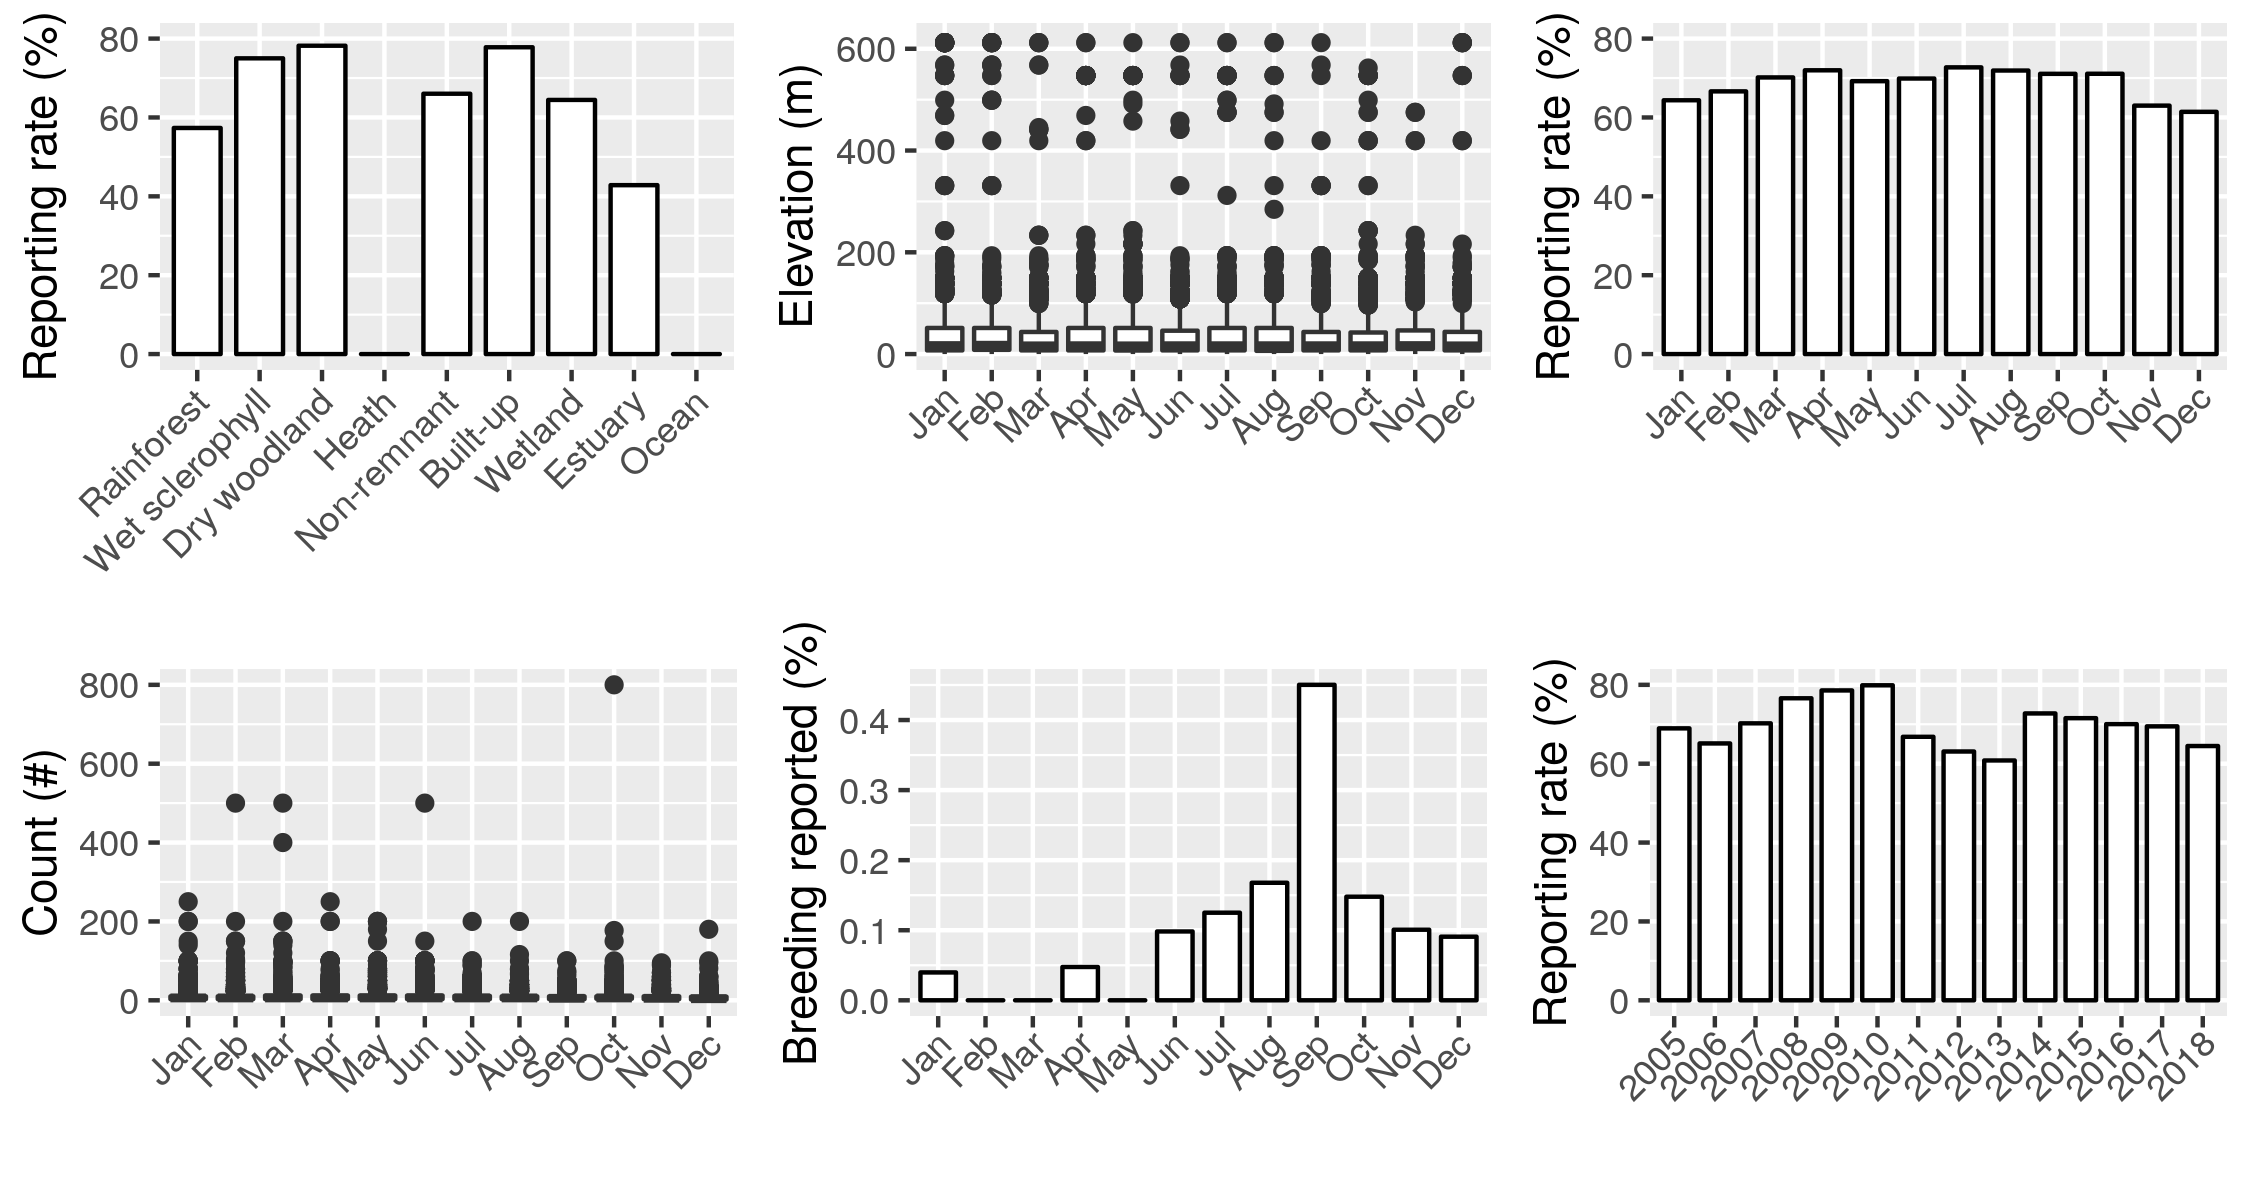 Reporting rate (%)
80
60
40
20
0
Rainforest
Wet sclerophyll
Dry woodland
Heath
Non-remnant
Built-up
Wetland
Estuary
Ocean
Elevation (m)
600
400
200
0
Jan
Feb
Mar
Apr
May
Jun
Jul
Aug
Sep
Oct
Nov
Dec
Reporting rate (%)
80
60
40
20
0
Jan
Feb
Mar
Apr
May
Jun
Jul
Aug
Sep
Oct
Nov
Dec
Count (#)
800
600
400
200
0
Jan
Feb
Mar
Apr
May
Jun
Jul
Aug
Sep
Oct
Nov
Dec
Breeding reported (%)
0.4
0.3
0.2
0.1
0.0
Jan
Feb
Mar
Apr
May
Jun
Jul
Aug
Sep
Oct
Nov
Dec
Reporting rate (%)
80
60
40
20
0
2005
2006
2007
2008
2009
2010
2011
2012
2013
2014
2015
2016
2017
2018